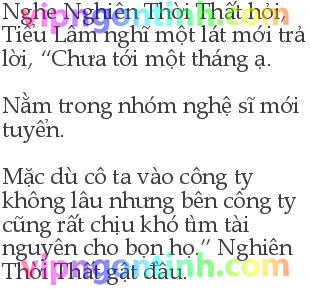 Nghe Nghiên Thời Thất hỏi,
Tiểu Lâm nghĩ một lát mới trả
lời, “Chưa tới một tháng ạ.
Nằm trong nhóm nghệ sĩ mới
tuyển.
Mặc dù cô ta vào công ty
không lâu nhưng bên công ty
cũng rất chịu khó tìm tài
nguyên cho bọn họ.” Nghiên
Thời Thất gật đầu.
vipngontinh.com
vipngontinh.com
vipngontinh.com